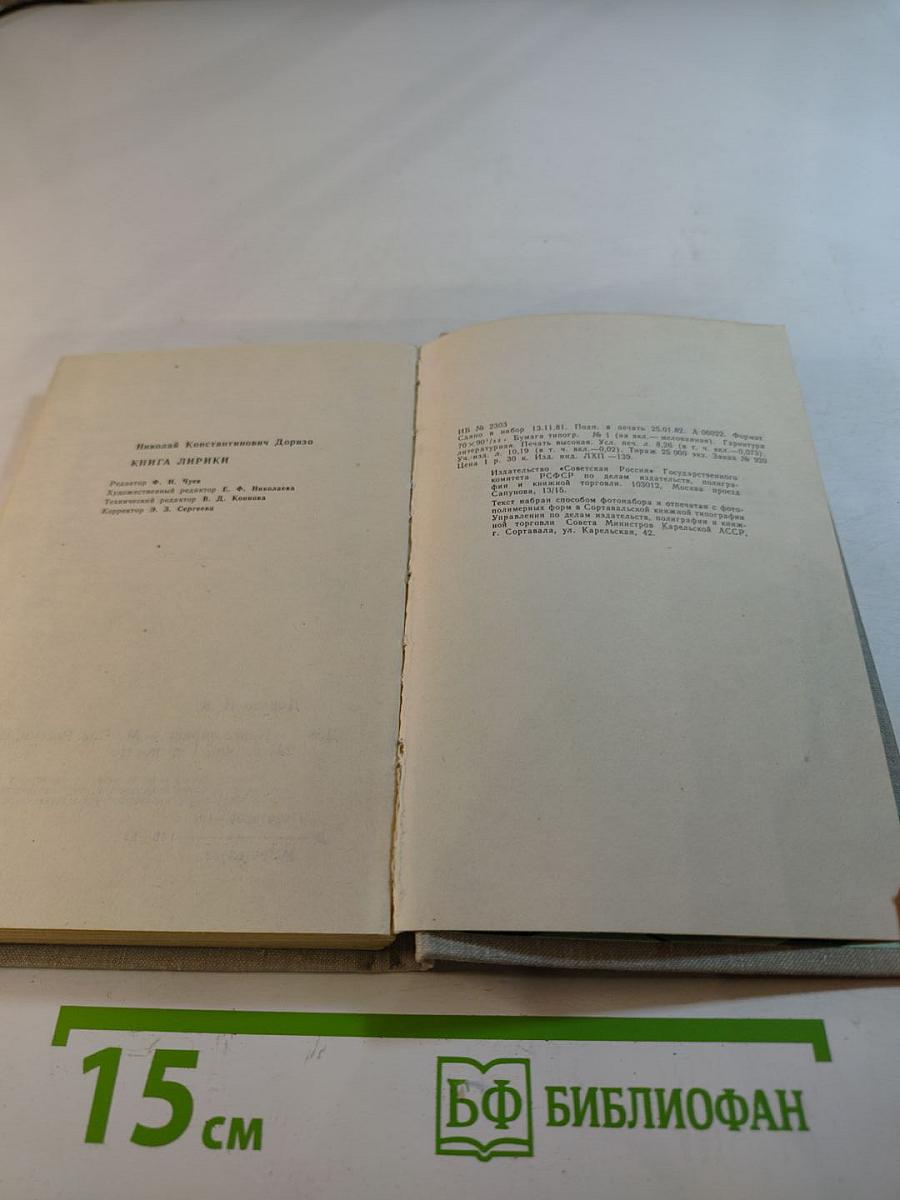 Николай Константинович Доризо
КНИГА ЛИРИКИ
Редактор Ф. И. Чуев
Художественный редактор Е. Ф. Николаева
Технический редактор В. Д. Коннова
Корректор Э. З. Сергеева
ИБ № 2303
Сдано в набор 13.11.81. Подп. в печать 25.01.82. А 06022. Формат
70×90¹/₃₂. Бумага типогр. № 1 (на вкл.— мелованная). Гарнитура
литературная. Печать высокая. Усл. печ. л. 8,26 (в т. ч. вкл.—0,073).
Уч.-изд. л. 10,19 (в т. ч. вкл.—0,02). Тираж 25 000 экз. Заказ № 920
Цена 1 р. 30 к. Изд. инд. ЛХП—139.
Издательство «Советская Россия» Государственного
комитета РСФСР по делам издательств, полигра-
фии и книжной торговли. 103012, Москва проезд
Сапунова, 13/15.
Текст набран способом фотонабора и отпечатан с фото-
полимерных форм в Сортавальской книжной типографии
Управления по делам издательств, полиграфии и книж-
ной торговли Совета Министров Карельской АССР,
г. Сортавала, ул. Карельская, 42.
15 см
БФ БИБЛИОФАН